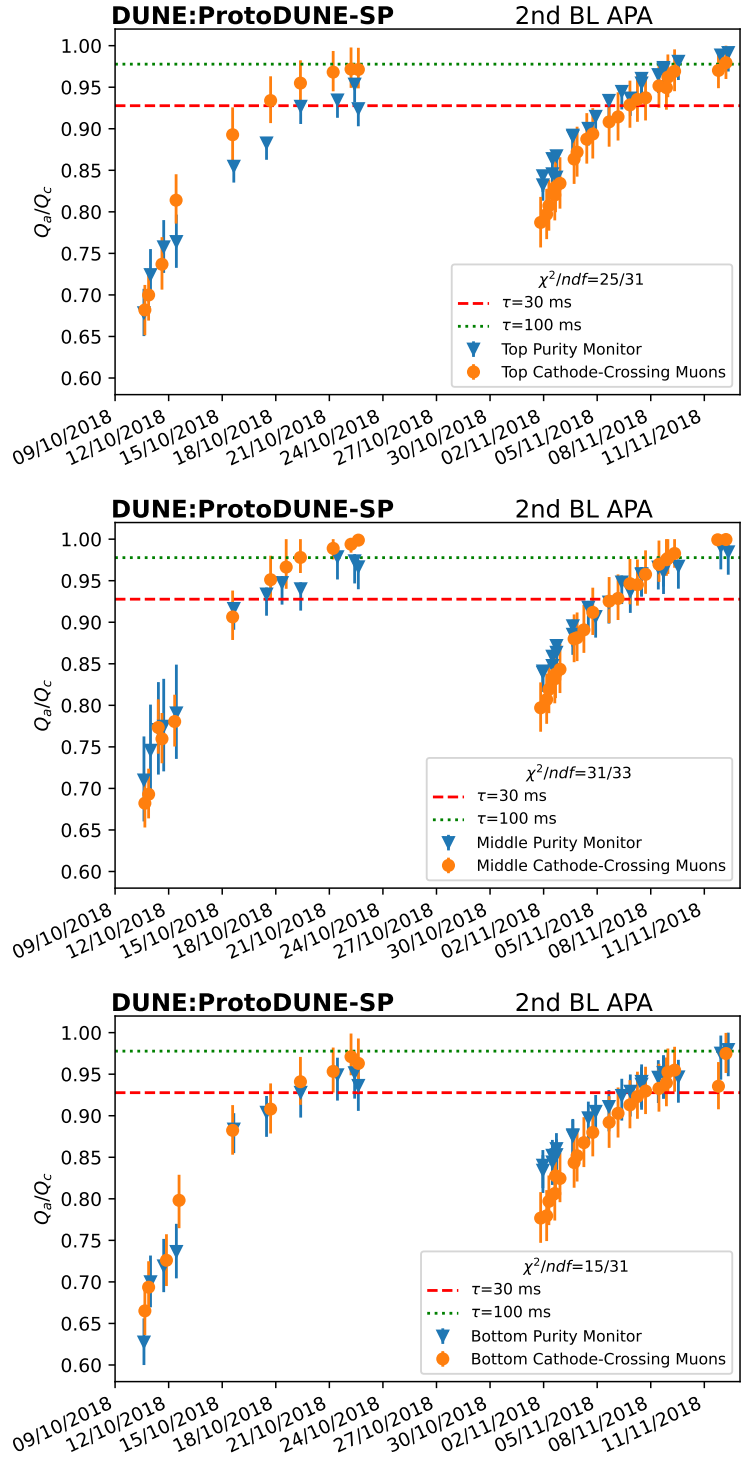 DUNE:ProtoDUNE-SP 2nd BL APA
1.00
0.95
0.90
0.85
0.80
0.75
0.70
0.65
0.60
Qa/Qc
χ²/ndf=25/31
τ=30 ms
τ=100 ms
Top Purity Monitor
Top Cathode-Crossing Muons
09/10/2018 12/10/2018 15/10/2018 18/10/2018 21/10/2018 24/10/2018 27/10/2018 30/10/2018 02/11/2018 05/11/2018 08/11/2018 11/11/2018
DUNE:ProtoDUNE-SP 2nd BL APA
1.00
0.95
0.90
0.85
0.80
0.75
0.70
0.65
0.60
Qa/Qc
χ²/ndf=31/33
τ=30 ms
τ=100 ms
Middle Purity Monitor
Middle Cathode-Crossing Muons
09/10/2018 12/10/2018 15/10/2018 18/10/2018 21/10/2018 24/10/2018 27/10/2018 30/10/2018 02/11/2018 05/11/2018 08/11/2018 11/11/2018
DUNE:ProtoDUNE-SP 2nd BL APA
1.00
0.95
0.90
0.85
0.80
0.75
0.70
0.65
0.60
Qa/Qc
χ²/ndf=15/31
τ=30 ms
τ=100 ms
Bottom Purity Monitor
Bottom Cathode-Crossing Muons
09/10/2018 12/10/2018 15/10/2018 18/10/2018 21/10/2018 24/10/2018 27/10/2018 30/10/2018 02/11/2018 05/11/2018 08/11/2018 11/11/2018